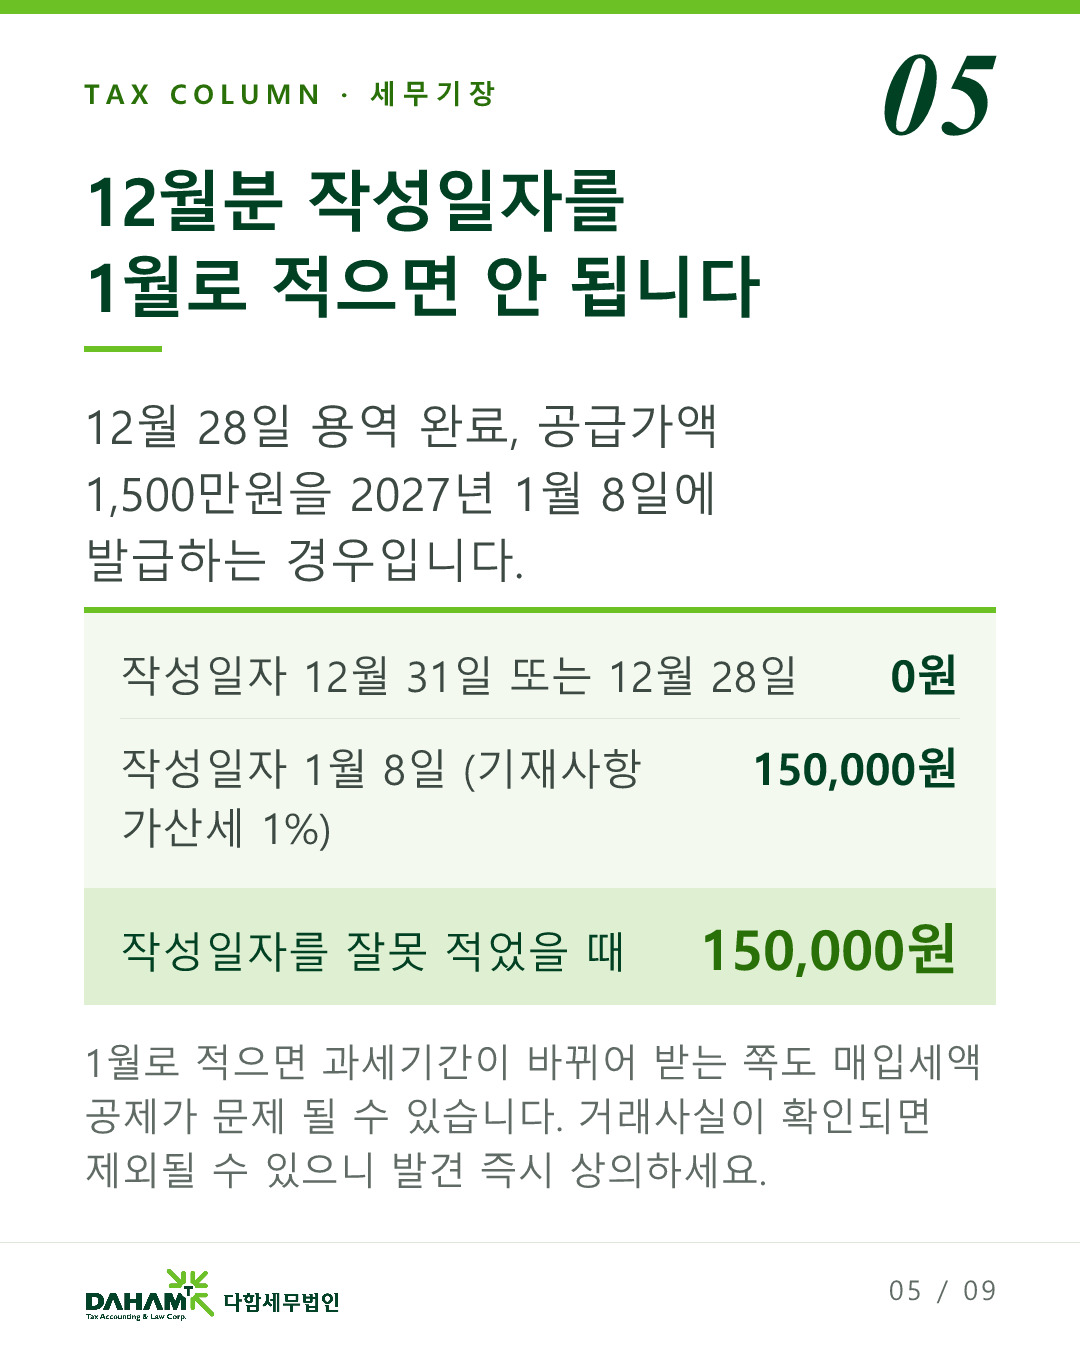 TAX COLUMN · 세무기장
05
12월분 작성일자를
1월로 적으면 안 됩니다
12월 28일 용역 완료, 공급가액
1,500만원을 2027년 1월 8일에
발급하는 경우입니다.
작성일자 12월 31일 또는 12월 28일 0원
작성일자 1월 8일 (기재사항 150,000원
가산세 1%)
작성일자를 잘못 적었을 때 150,000원
1월로 적으면 과세기간이 바뀌어 받는 쪽도 매입세액
공제가 문제 될 수 있습니다. 거래사실이 확인되면
제외될 수 있으니 발견 즉시 상의하세요.
DAHAM T 다함세무법인
Tax Accounting & Law Corp.
05 / 09